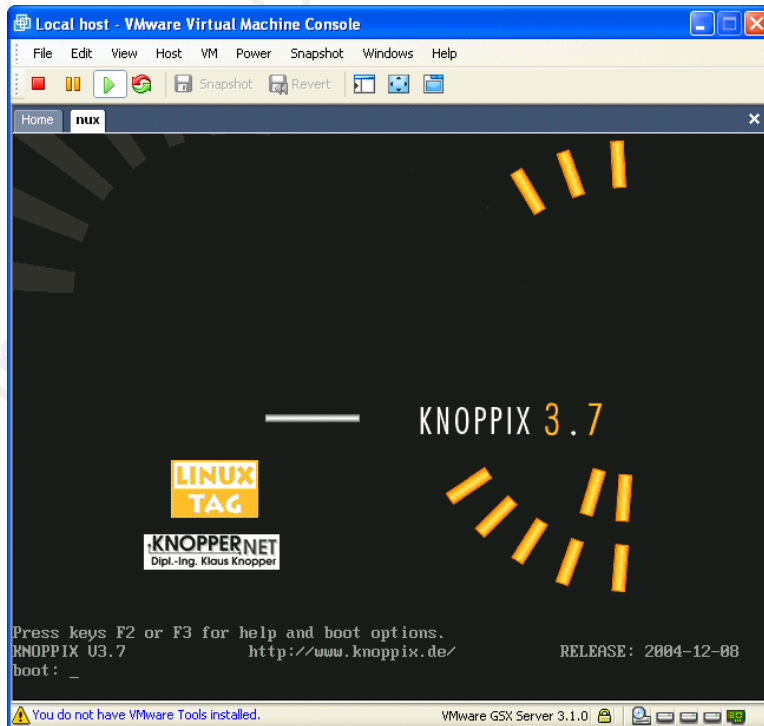 Local host - VMware Virtual Machine Console
File Edit View Host VM Power Snapshot Windows Help
Snapshot Revert
Home nux
KNOPPIX 3.7
LINUX
TAG
KNOPPER NET
Dipl.-Ing. Klaus Knopper
Press keys F2 or F3 for help and boot options.
KNOPPIX V3.7 http://www.knoppix.de/ RELEASE: 2004-12-08
boot: _
You do not have VMware Tools installed. VMware GSX Server 3.1.0